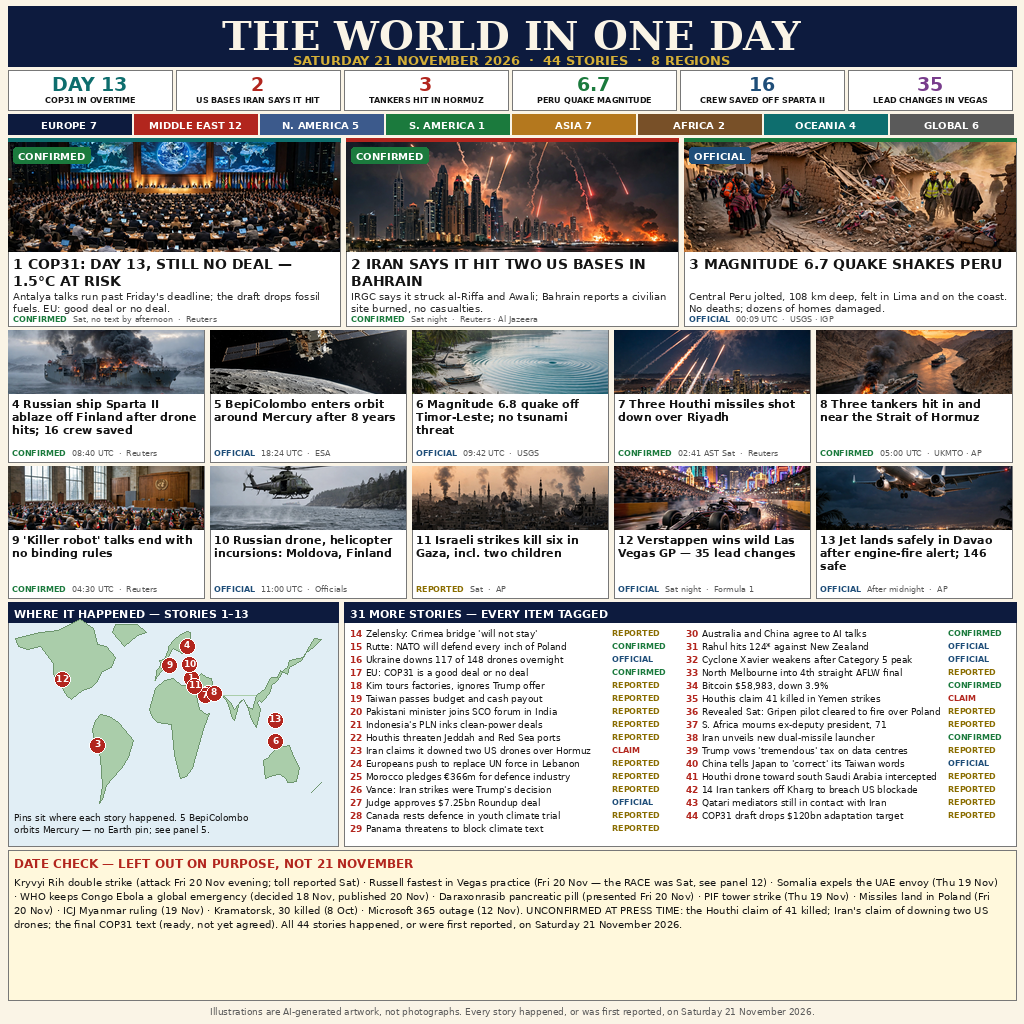 THE WORLD IN ONE DAY
SATURDAY 21 NOVEMBER 2026 · 44 STORIES · 8 REGIONS
DAY 13
COP31 IN OVERTIME
2
US BASES IRAN SAYS IT HIT
3
TANKERS HIT IN HORMUZ
6.7
PERU QUAKE MAGNITUDE
16
CREW SAVED OFF SPARTA II
35
LEAD CHANGES IN VEGAS
EUROPE 7
MIDDLE EAST 12
N. AMERICA 5
S. AMERICA 1
ASIA 7
AFRICA 2
OCEANIA 4
GLOBAL 6
CONFIRMED
1 COP31: DAY 13, STILL NO DEAL —
1.5°C AT RISK
Antalya talks run past Friday's deadline; the draft drops fossil
fuels. EU: good deal or no deal.
CONFIRMED Sat, no text by afternoon · Reuters
CONFIRMED
2 IRAN SAYS IT HIT TWO US BASES IN
BAHRAIN
IRGC says it struck al-Riffa and Awali; Bahrain reports a civilian
site burned, no casualties.
CONFIRMED Sat night · Reuters · Al Jazeera
OFFICIAL
3 MAGNITUDE 6.7 QUAKE SHAKES PERU
Central Peru jolted, 108 km deep, felt in Lima and on the coast.
No deaths; dozens of homes damaged.
OFFICIAL 00:09 UTC · USGS · IGP
4 Russian ship Sparta II
ablaze off Finland after drone
hits; 16 crew saved
CONFIRMED 08:40 UTC · Reuters
5 BepiColombo enters orbit
around Mercury after 8 years
OFFICIAL 18:24 UTC · ESA
6 Magnitude 6.8 quake off
Timor-Leste; no tsunami
threat
OFFICIAL 09:42 UTC · USGS
7 Three Houthi missiles shot
down over Riyadh
CONFIRMED 02:41 AST Sat · Reuters
8 Three tankers hit in and
near the Strait of Hormuz
CONFIRMED 05:00 UTC · UKMTO · AP
9 'Killer robot' talks end with
no binding rules
CONFIRMED 04:30 UTC · Reuters
10 Russian drone, helicopter
incursions: Moldova, Finland
OFFICIAL 11:00 UTC · Officials
11 Israeli strikes kill six in
Gaza, incl. two children
REPORTED Sat · AP
12 Verstappen wins wild Las
Vegas GP — 35 lead changes
OFFICIAL Sat night · Formula 1
13 Jet lands safely in Davao
after engine-fire alert; 146
safe
OFFICIAL After midnight · AP
WHERE IT HAPPENED — STORIES 1–13
4
9
10
1
11
7
8
12
13
6
3
Pins sit where each story happened. 5 BepiColombo
orbits Mercury — no Earth pin; see panel 5.
31 MORE STORIES — EVERY ITEM TAGGED
14 Zelensky: Crimea bridge 'will not stay' REPORTED
15 Rutte: NATO will defend every inch of Poland CONFIRMED
16 Ukraine downs 117 of 148 drones overnight OFFICIAL
17 EU: COP31 is a good deal or no deal CONFIRMED
18 Kim tours factories, ignores Trump offer REPORTED
19 Taiwan passes budget and cash payout REPORTED
20 Pakistani minister joins SCO forum in India REPORTED
21 Indonesia's PLN inks clean-power deals REPORTED
22 Houthis threaten Jeddah and Red Sea ports REPORTED
23 Iran claims it downed two US drones over Hormuz CLAIM
24 Europeans push to replace UN force in Lebanon REPORTED
25 Morocco pledges €366m for defence industry REPORTED
26 Vance: Iran strikes were Trump's decision REPORTED
27 Judge approves $7.25bn Roundup deal OFFICIAL
28 Canada rests defence in youth climate trial REPORTED
29 Panama threatens to block climate text REPORTED
30 Australia and China agree to AI talks CONFIRMED
31 Rahul hits 124* against New Zealand OFFICIAL
32 Cyclone Xavier weakens after Category 5 peak OFFICIAL
33 North Melbourne into 4th straight AFLW final REPORTED
34 Bitcoin $58,983, down 3.9% CONFIRMED
35 Houthis claim 41 killed in Yemen strikes CLAIM
36 Revealed Sat: Gripen pilot cleared to fire over Poland REPORTED
37 S. Africa mourns ex-deputy president, 71 REPORTED
38 Iran unveils new dual-missile launcher CONFIRMED
39 Trump vows 'tremendous' tax on data centres REPORTED
40 China tells Japan to 'correct' its Taiwan words OFFICIAL
41 Houthi drone toward south Saudi Arabia intercepted REPORTED
42 14 Iran tankers off Kharg to breach US blockade REPORTED
43 Qatari mediators still in contact with Iran REPORTED
44 COP31 draft drops $120bn adaptation target REPORTED
DATE CHECK — LEFT OUT ON PURPOSE, NOT 21 NOVEMBER
Kryvyi Rih double strike (attack Fri 20 Nov evening; toll reported Sat) · Russell fastest in Vegas practice (Fri 20 Nov — the RACE was Sat, see panel 12) · Somalia expels the UAE envoy (Thu 19 Nov)
· WHO keeps Congo Ebola a global emergency (decided 18 Nov, published 20 Nov) · Daraxonrasib pancreatic pill (presented Fri 20 Nov) · PIF tower strike (Thu 19 Nov) · Missiles land in Poland (Fri
20 Nov) · ICJ Myanmar ruling (19 Nov) · Kramatorsk, 30 killed (8 Oct) · Microsoft 365 outage (12 Nov). UNCONFIRMED AT PRESS TIME: the Houthi claim of 41 killed; Iran's claim of downing two US
drones; the final COP31 text (ready, not yet agreed). All 44 stories happened, or were first reported, on Saturday 21 November 2026.
Illustrations are AI-generated artwork, not photographs. Every story happened, or was first reported, on Saturday 21 November 2026.